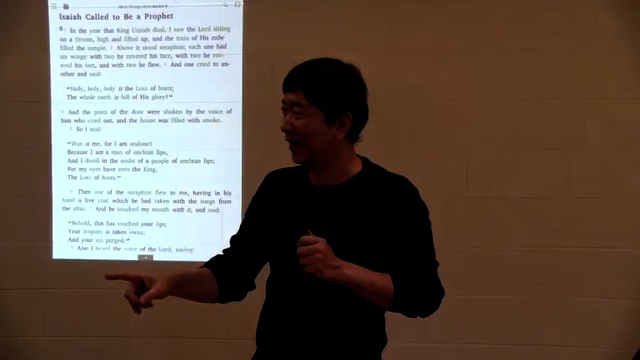 Isaiah Called to Be a Prophet
6 In the year that King Uzziah died, I saw the Lord sitting
on a throne, high and lifted up, and the train of His robe
filled the temple. 2 Above it stood seraphim; each one had
six wings: with two he covered his face, with two he cov-
ered his feet, and with two he flew. 3 And one cried to an-
other and said:
"Holy, holy, holy is the LORD of hosts;
The whole earth is full of His glory!"
4 And the posts of the door were shaken by the voice of
him who cried out, and the house was filled with smoke.
5 So I said:
"Woe is me, for I am undone!
Because I am a man of unclean lips,
And I dwell in the midst of a people of unclean lips;
For my eyes have seen the King,
The LORD of hosts."
6 Then one of the seraphim flew to me, having in his
hand a live coal which he had taken with the tongs from
the altar. 7 And he touched my mouth with it, and said:
"Behold, this has touched your lips;
Your iniquity is taken away,
And your sin purged."
8 Also I heard the voice of the Lord, saying: